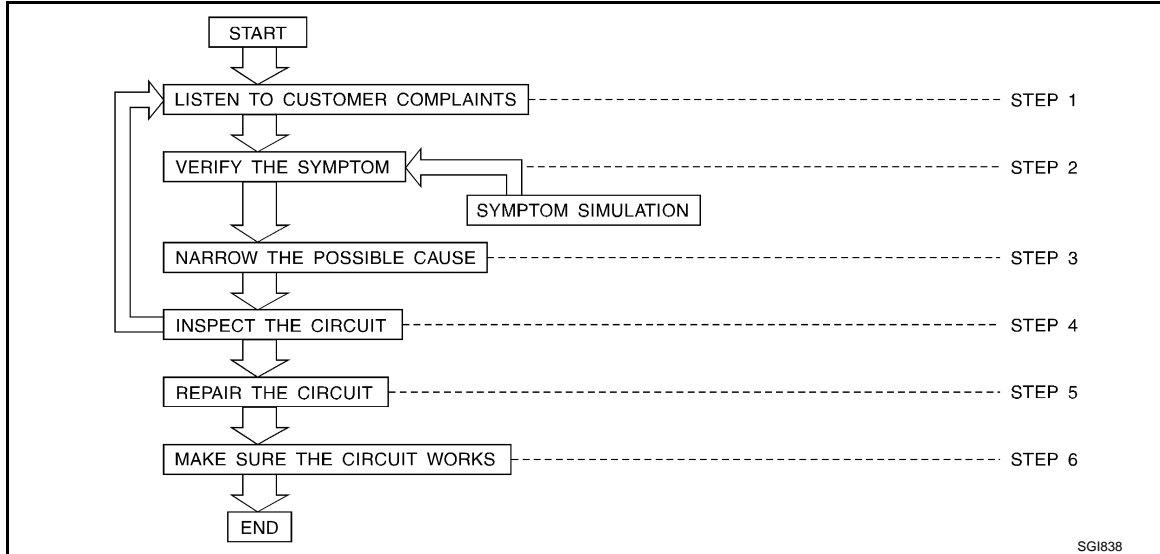 START
LISTEN TO CUSTOMER COMPLAINTS STEP 1
VERIFY THE SYMPTOM STEP 2
SYMPTOM SIMULATION
NARROW THE POSSIBLE CAUSE STEP 3
INSPECT THE CIRCUIT STEP 4
REPAIR THE CIRCUIT STEP 5
MAKE SURE THE CIRCUIT WORKS STEP 6
END
SGI838